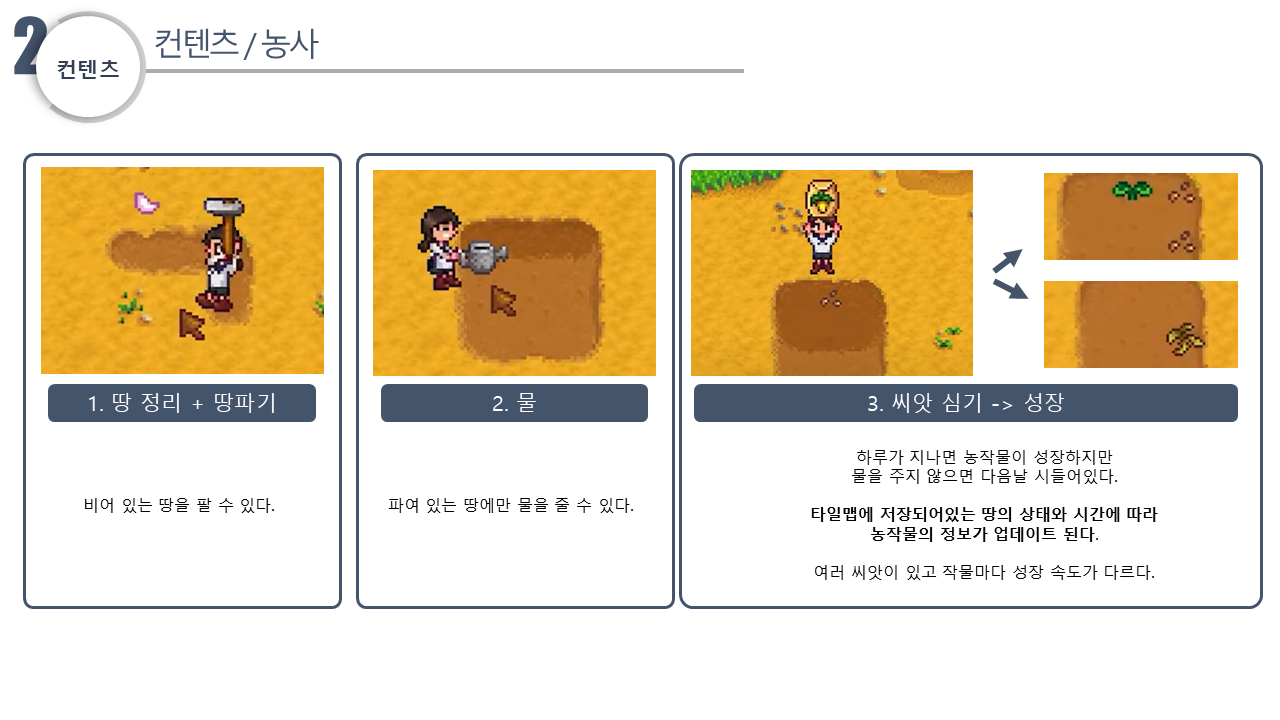 2
컨텐츠
컨텐츠 / 농사
1. 땅 정리 + 땅파기
비어 있는 땅을 팔 수 있다.
2. 물
파여 있는 땅에만 물을 줄 수 있다.
3. 씨앗 심기 -> 성장
하루가 지나면 농작물이 성장하지만
물을 주지 않으면 다음날 시들어있다.
타일맵에 저장되어있는 땅의 상태와 시간에 따라
농작물의 정보가 업데이트 된다.
여러 씨앗이 있고 작물마다 성장 속도가 다르다.